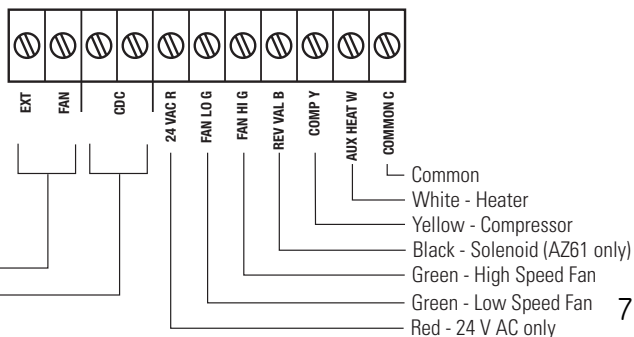 EXT
FAN
CDC
24 VAC R
FAN LO G
FAN HI G
REV VAL B
COMP Y
AUX HEAT W
COMMON C
Common
White - Heater
Yellow - Compressor
Black - Solenoid (AZ61 only)
Green - High Speed Fan
Green - Low Speed Fan
7
Red - 24 V AC only